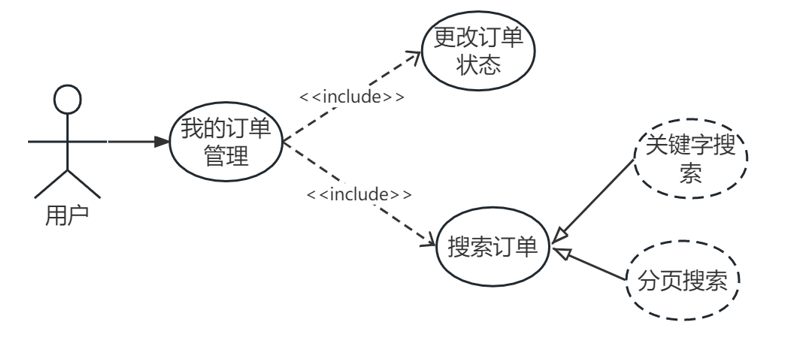 更改订单
状态
<<include>>
我的订单
管理
用户
<<include>>
搜索订单
关键字搜
索
分页搜索